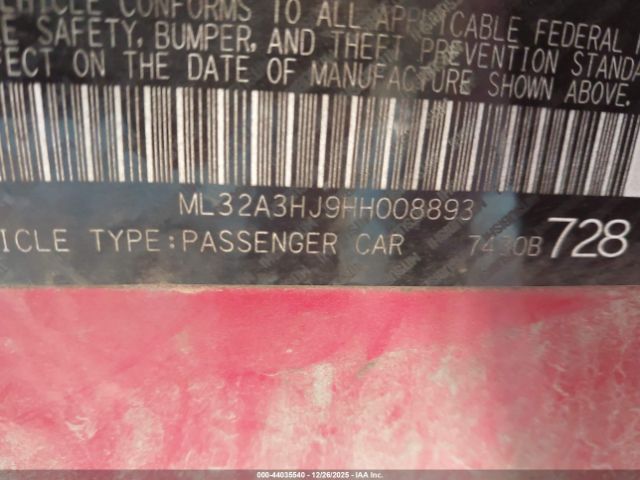 VEHICLE CONFORMS TO ALL APPLICABLE FEDERAL
SAFETY, BUMPER, AND THEFT PREVENTION STANDA
FECT ON THE DATE OF MANUFACTURE SHOWN ABOVE.
ML32A3HJ9HH008893
ICLE TYPE:PASSENGER CAR 7430B 728
000-44035540 | 12/26/2025 - IAA Inc.